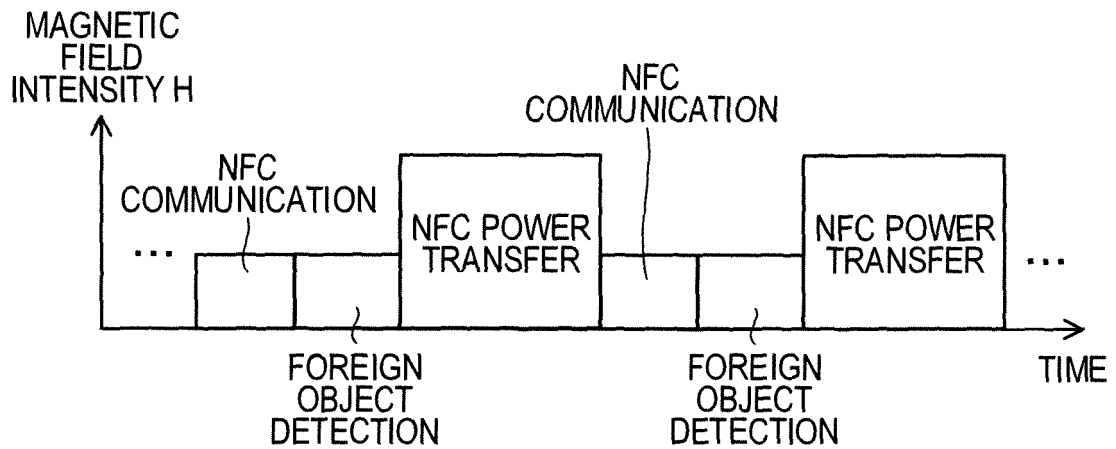 MAGNETIC
FIELD
INTENSITY H
NFC
COMMUNICATION
NFC
COMMUNICATION
...
NFC POWER
TRANSFER
NFC POWER
TRANSFER
...
FOREIGN
OBJECT
DETECTION
FOREIGN
OBJECT
DETECTION
TIME